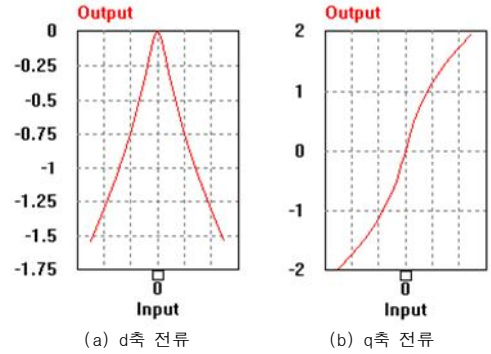 Output
0
-0.25
-0.5
-0.75
-1
-1.25
-1.5
-1.75
0
Input
(a) d축 전류
Output
2
1
0
-1
-2
0
Input
(b) q축 전류